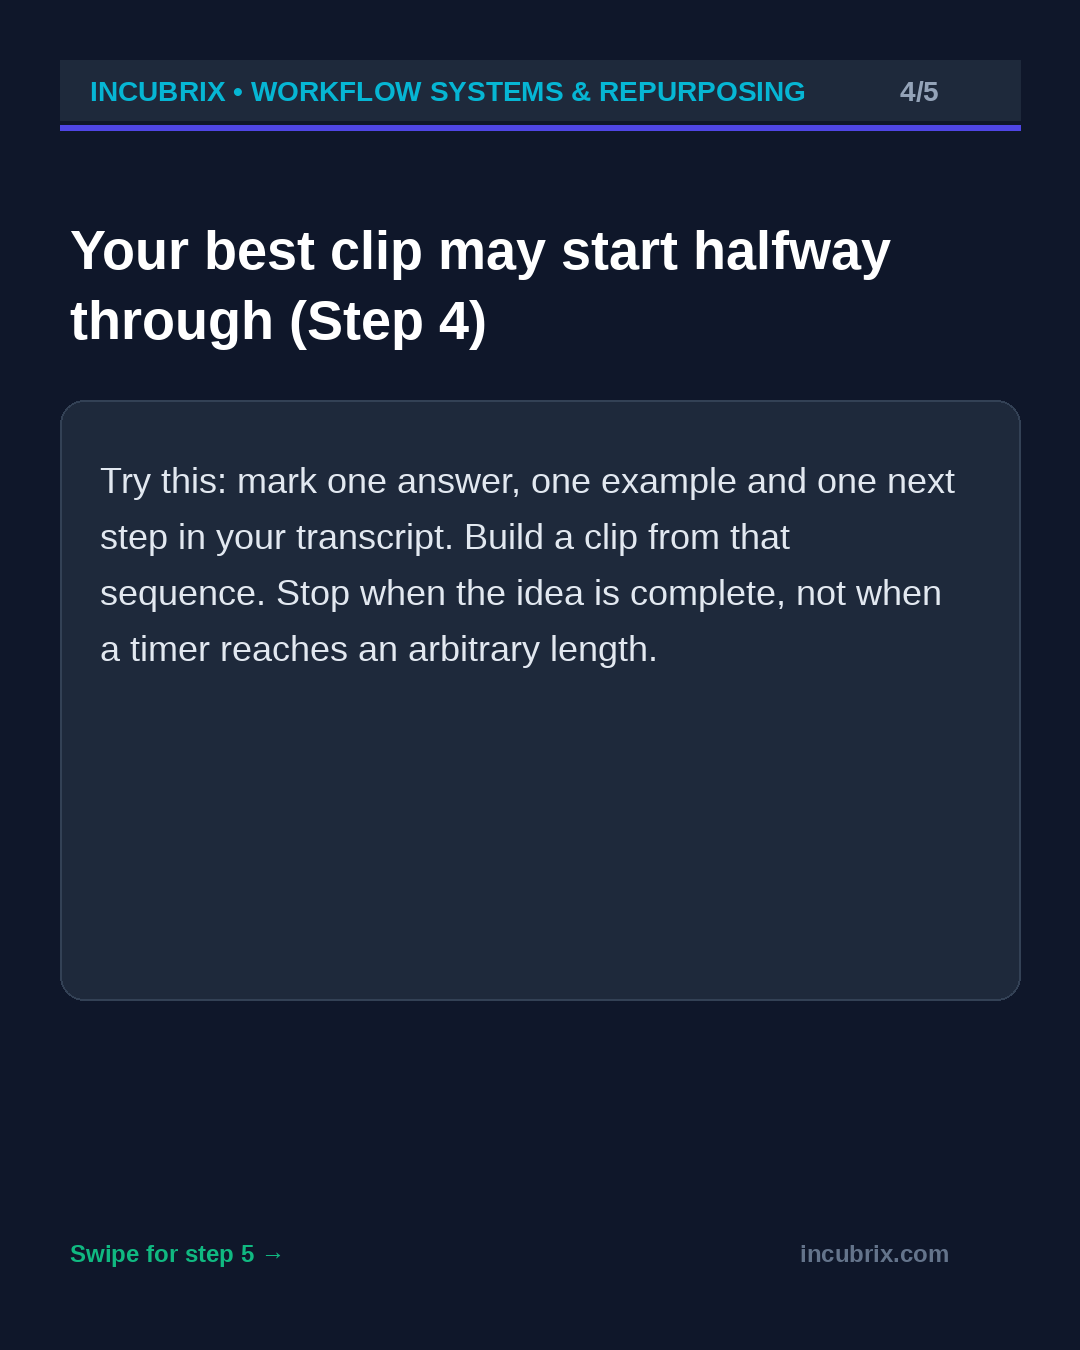 INCUBRIX • WORKFLOW SYSTEMS & REPURPOSING 4/5
Your best clip may start halfway
through (Step 4)
Try this: mark one answer, one example and one next
step in your transcript. Build a clip from that
sequence. Stop when the idea is complete, not when
a timer reaches an arbitrary length.
Swipe for step 5 → incubrix.com